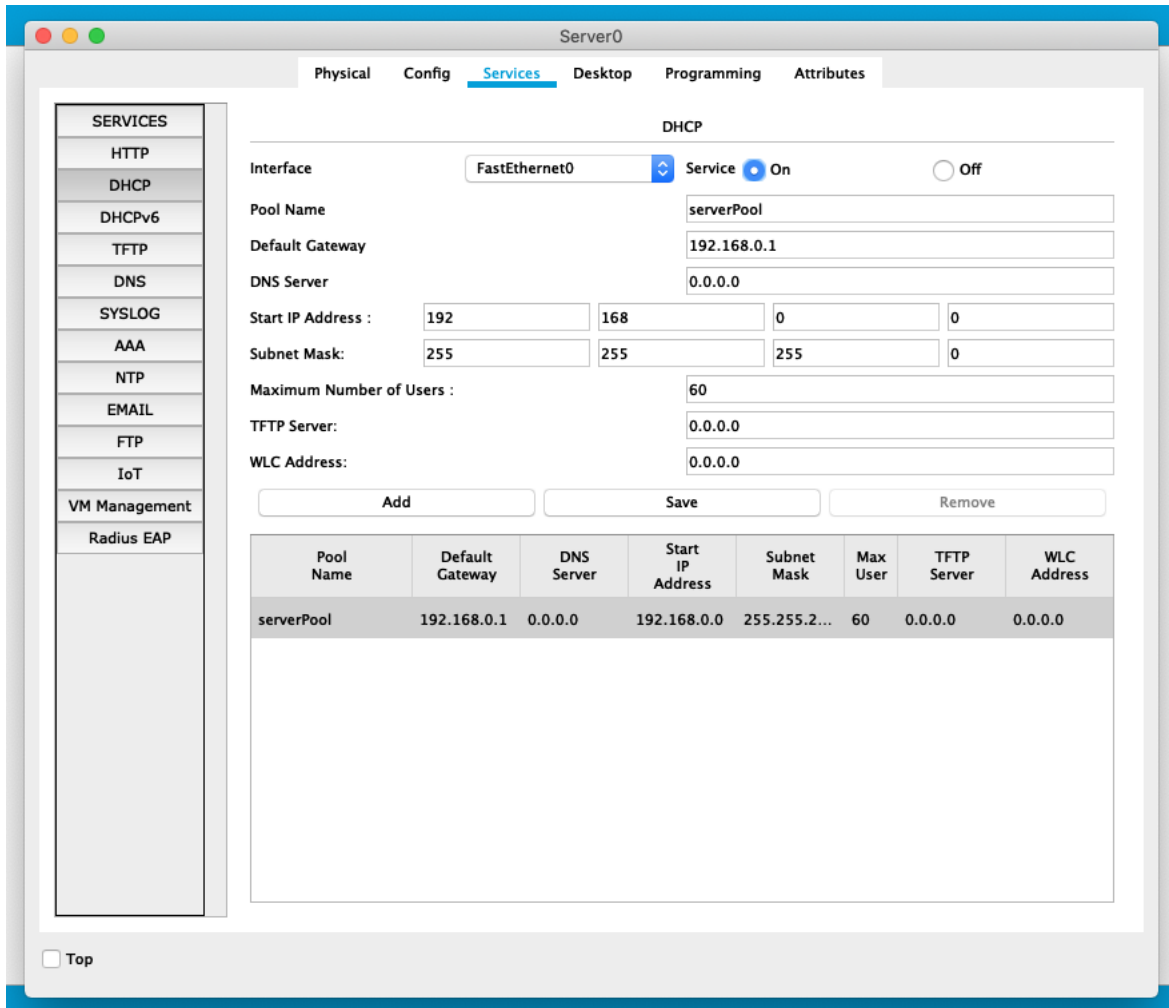 Server0
Physical Config Services Desktop Programming Attributes
SERVICES
HTTP
DHCP
DHCPv6
TFTP
DNS
SYSLOG
AAA
NTP
EMAIL
FTP
IoT
VM Management
Radius EAP
DHCP
Interface FastEthernet0 Service On Off
Pool Name serverPool
Default Gateway 192.168.0.1
DNS Server 0.0.0.0
Start IP Address : 192 168 0 0
Subnet Mask: 255 255 255 0
Maximum Number of Users : 60
TFTP Server: 0.0.0.0
WLC Address: 0.0.0.0
Add Save Remove
Pool Name Default Gateway DNS Server Start IP Address Subnet Mask Max User TFTP Server WLC Address
serverPool 192.168.0.1 0.0.0.0 192.168.0.0 255.255.2... 60 0.0.0.0 0.0.0.0
Top